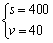 s = 400
v = 40